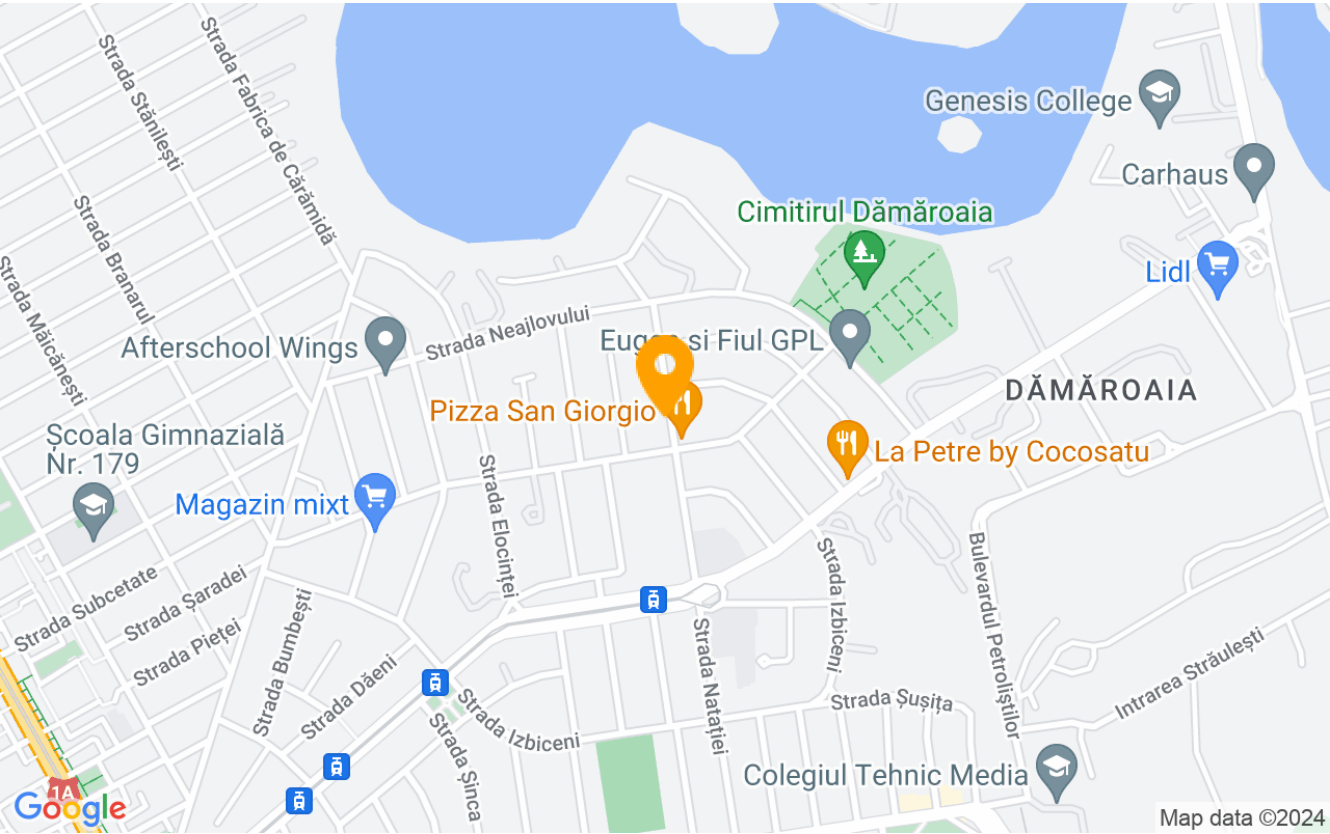 Strada Stănilești
Strada Fabrica de Cărămidă
Genesis College
Carhaus
Cimitirul Dămăroaia
Lidl
Strada Branarul
Strada Măicănești
Afterschool Wings
Strada Neajlovului
Eugen si Fiul GPL
DĂMĂROAIA
Pizza San Giorgio
Școala Gimnazială
Nr. 179
La Petre by Cocosatu
Magazin mixt
Strada Elocinței
Strada Subcetate
Strada Șaradei
Strada Pieței
Strada Bumbești
Strada Dăeni
Strada Izbiceni
Bulevardul Petroliștilor
Strada Natației
Intrarea Străulești
Strada Șușița
Strada Izbiceni
Strada Șinca
Colegiul Tehnic Media
1A
Google
Map data ©2024